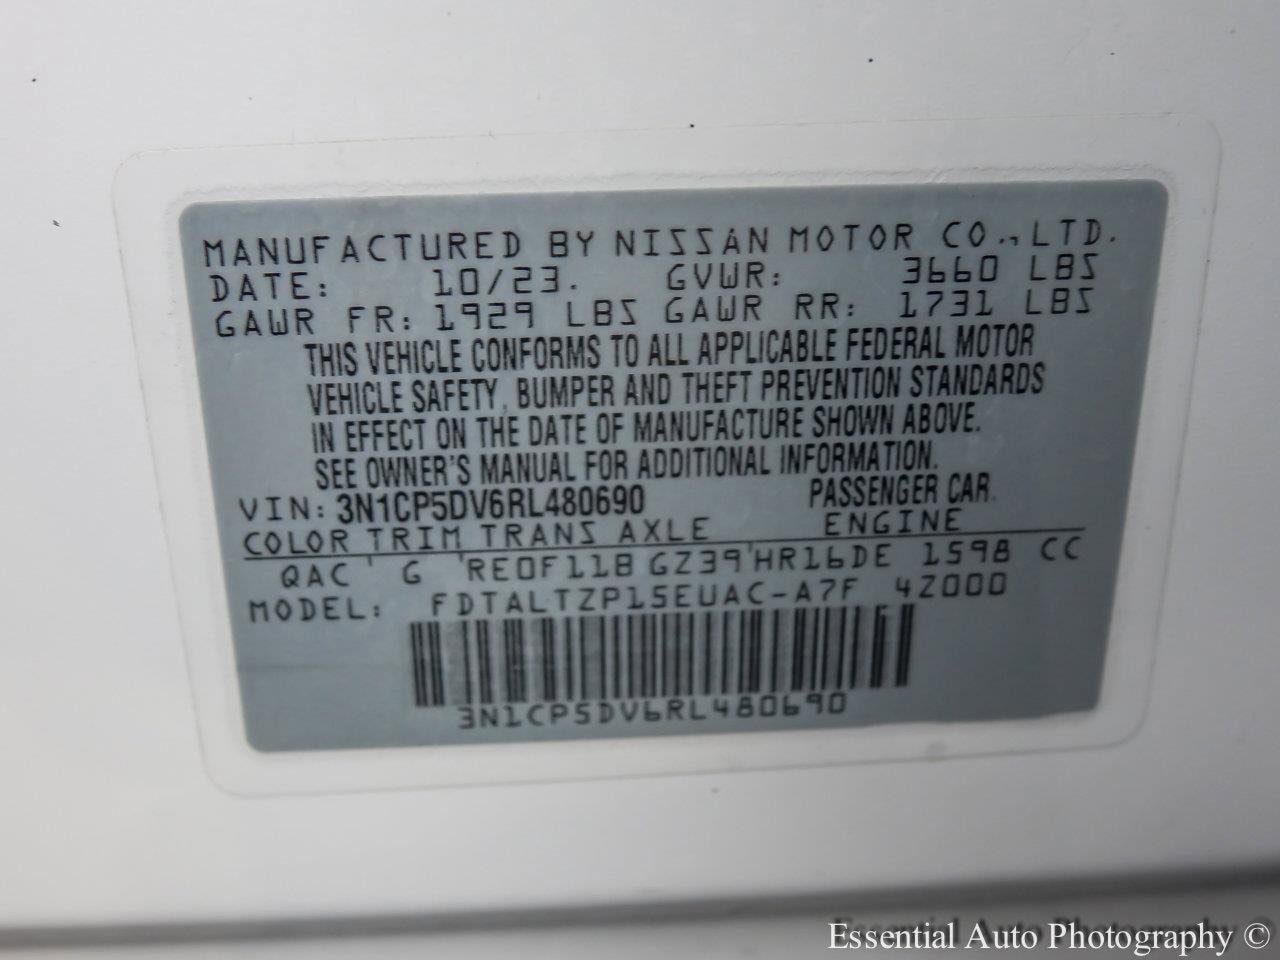 MANUFACTURED BY NISSAN MOTOR CO., LTD.
DATE: 10/23. GVWR: 3660 LBS
GAWR FR: 1929 LBS GAWR RR: 1731 LBS
THIS VEHICLE CONFORMS TO ALL APPLICABLE FEDERAL MOTOR
VEHICLE SAFETY, BUMPER AND THEFT PREVENTION STANDARDS
IN EFFECT ON THE DATE OF MANUFACTURE SHOWN ABOVE.
SEE OWNER'S MANUAL FOR ADDITIONAL INFORMATION.
VIN: 3N1CP5DV6RL480690 PASSENGER CAR
COLOR TRIM TRANS AXLE ENGINE
QAC ' G 'RE0F11B GZ39'HR16DE 1598 CC
MODEL: FDTALTZP15EUAC-A7F 4Z000
3N1CP5DV6RL480690
Essential Auto Photography ©